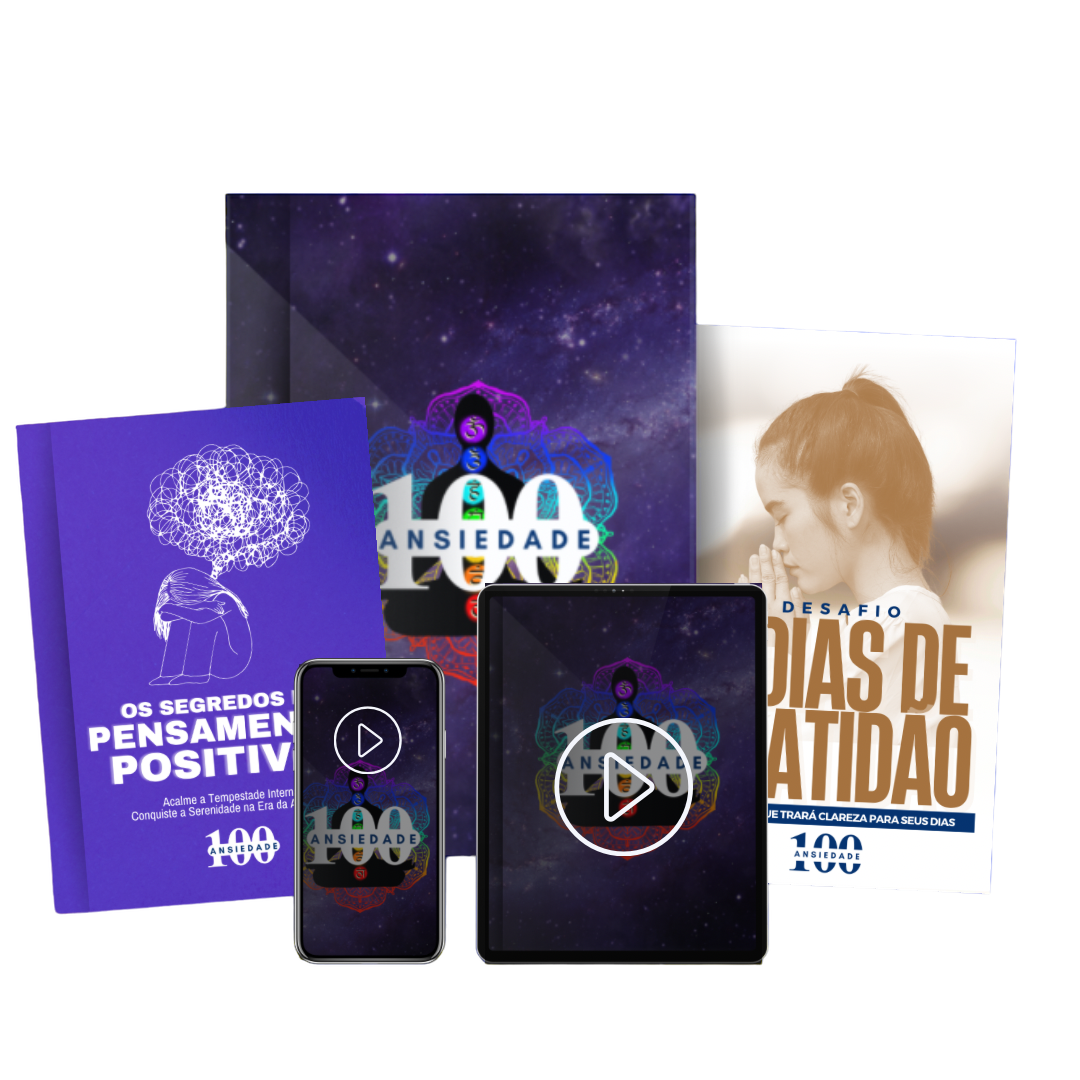 100
ANSIEDADE
OS SEGREDOS
PENSAMEN
POSITIV
Acalme a Tempestade Intern
Conquiste a Serenidade na Era da A
100
ANSIEDADE
100
ANSIEDADE
100
ANSIEDADE
DESAFIO
DIAS DE
ATIDÃO
UE TRARÁ CLAREZA PARA SEUS DIAS
100
ANSIEDADE